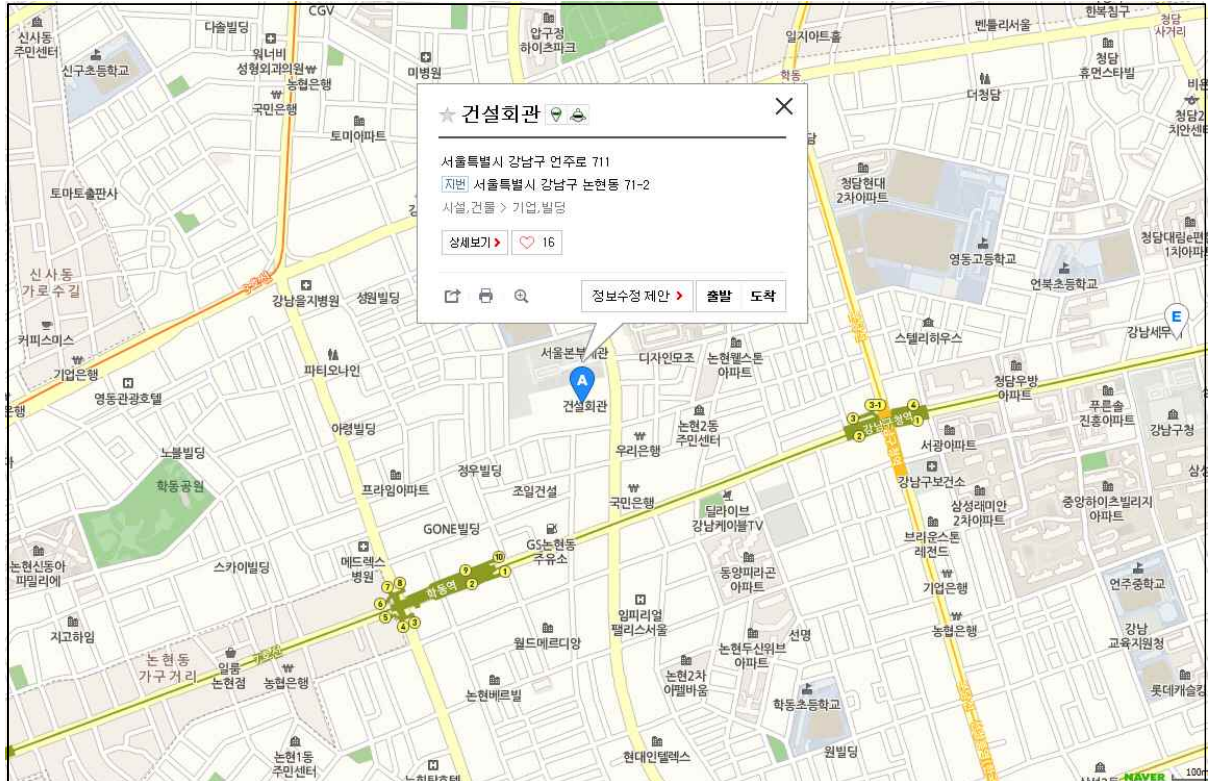 건설회관
서울특별시 강남구 언주로 711
지번 서울특별시 강남구 논현동 71-2
시설,건물 > 기업,빌딩
상세보기
16
정보수정 제안
출발
도착
신사동
주민센터
신구초등학교
다솔빌딩
CGV
워너비
성형외과의원
농협은행
국민은행
미병원
토미아파트
압구정
하이츠파크
일지아트홀
벤틀리서울
한복침구
청담
사거리
학동
더청담
청담
휴먼스타빌
토마토출판사
신사동
가로수길
커피스미스
기업은행
영동관광호텔
강남을지병원
성원빌딩
파티오나인
서울본부세관
A
건설회관
디자인모조
논현웰스톤
아파트
청담현대
2차아파트
영동고등학교
언북초등학교
청담대림e편
1차아파
E
강남세무
스텔리하우스
청담우방
아파트
푸른솔
진흥아파트
강남구청
노블빌딩
학동공원
아령빌딩
프라임아파트
정우빌딩
조일건설
우리은행
국민은행
논현2동
주민센터
3
3-1
4
2
1
강남구청역
서광아파트
강남구보건소
삼성래미안
2차아파트
중앙하이츠빌리지
아파트
브라운스톤
레전드
딜라이브
강남케이블TV
GONE빌딩
GS논현동
주유소
논현신동아
파밀리에
스카이빌딩
메드렉스
병원
7
8
9
10
6
5
4
3
2
1
학동역
동양파라곤
아파트
기업은행
농협은행
언주중학교
강남
교육지원청
지고하임
논현동
가구거리
7호선
일룸
논현점
농협은행
월드메르디앙
임피리얼
팰리스서울
논현두산위브
아파트
선명
논현2차
아펠바움
논현베르빌
학동초등학교
롯데캐슬킹
논현1동
주민센터
현대인텔렉스
원빌딩
NAVER
100m